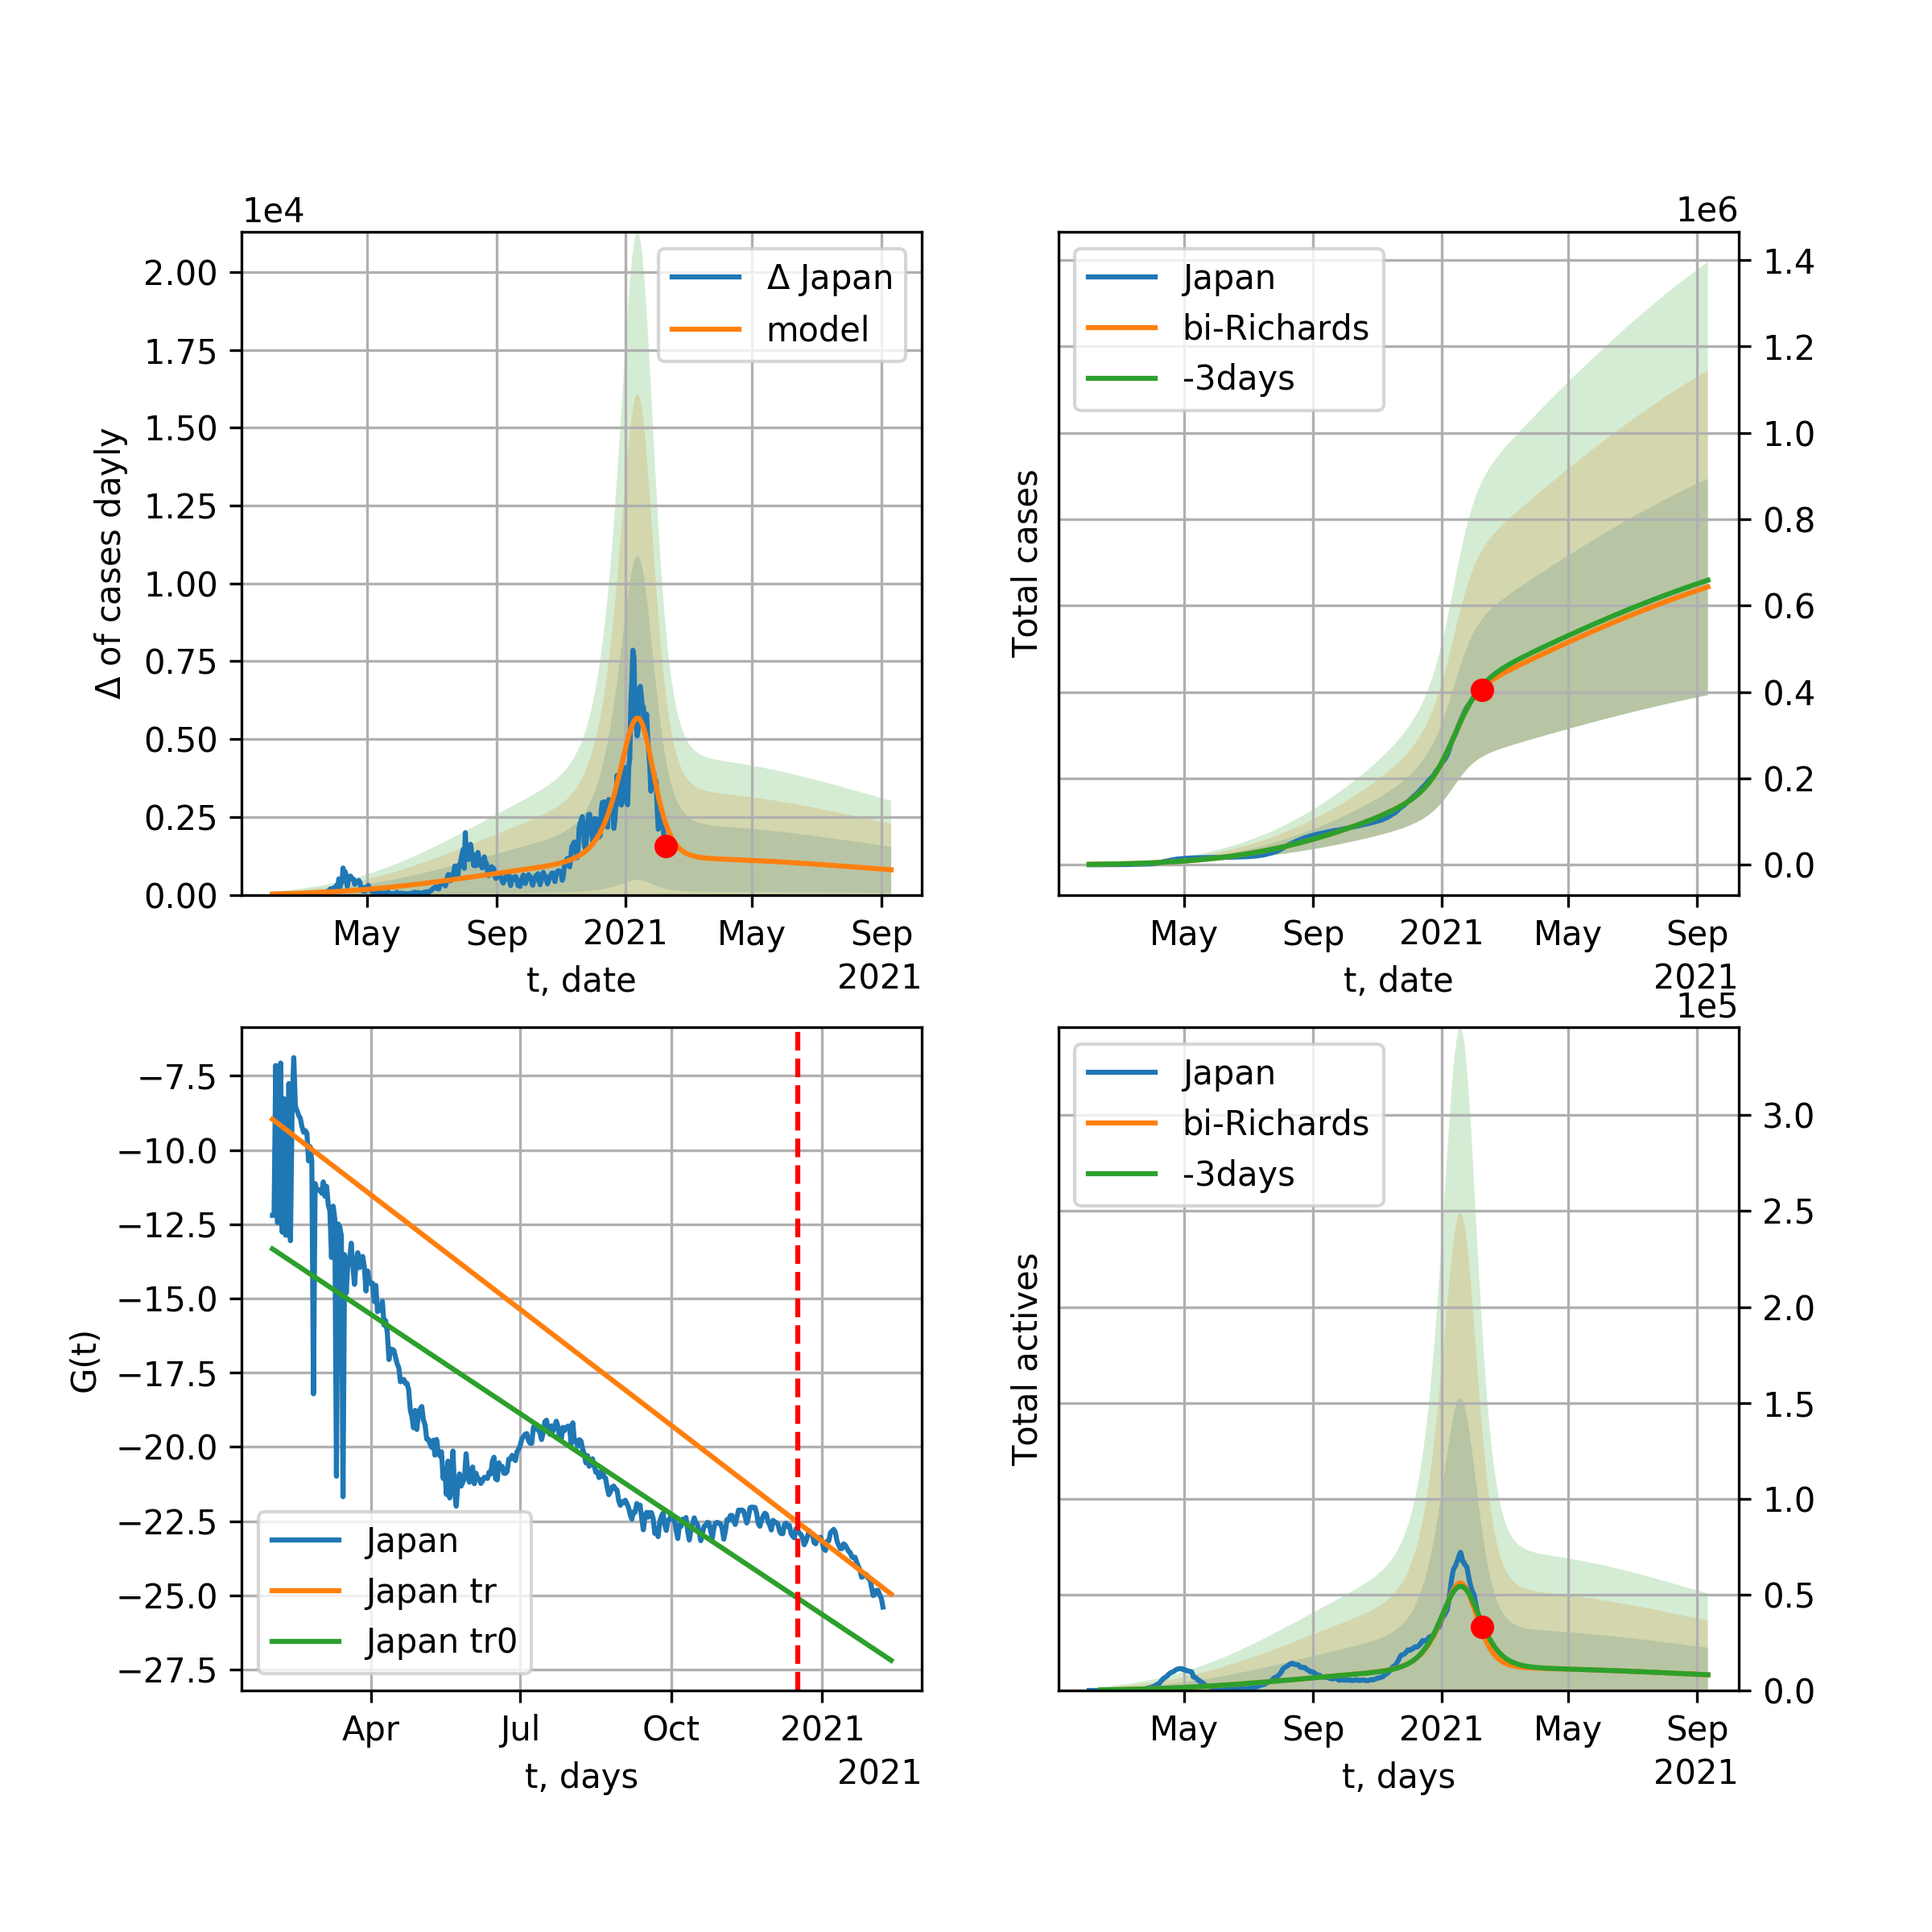 1e4
Δ of cases dayly
2.00
1.75
1.50
1.25
1.00
0.75
0.50
0.25
0.00
Δ Japan
model
May Sep 2021 May Sep
2021
t, date
1e6
Total cases
Japan
bi-Richards
-3days
1.4
1.2
1.0
0.8
0.6
0.4
0.2
0.0
May Sep 2021 May Sep
2021
t, date
G(t)
−7.5
−10.0
−12.5
−15.0
−17.5
−20.0
−22.5
−25.0
−27.5
Japan
Japan tr
Japan tr0
Apr Jul Oct 2021
2021
t, days
1e5
Total actives
Japan
bi-Richards
-3days
3.0
2.5
2.0
1.5
1.0
0.5
0.0
May Sep 2021 May Sep
2021
t, days